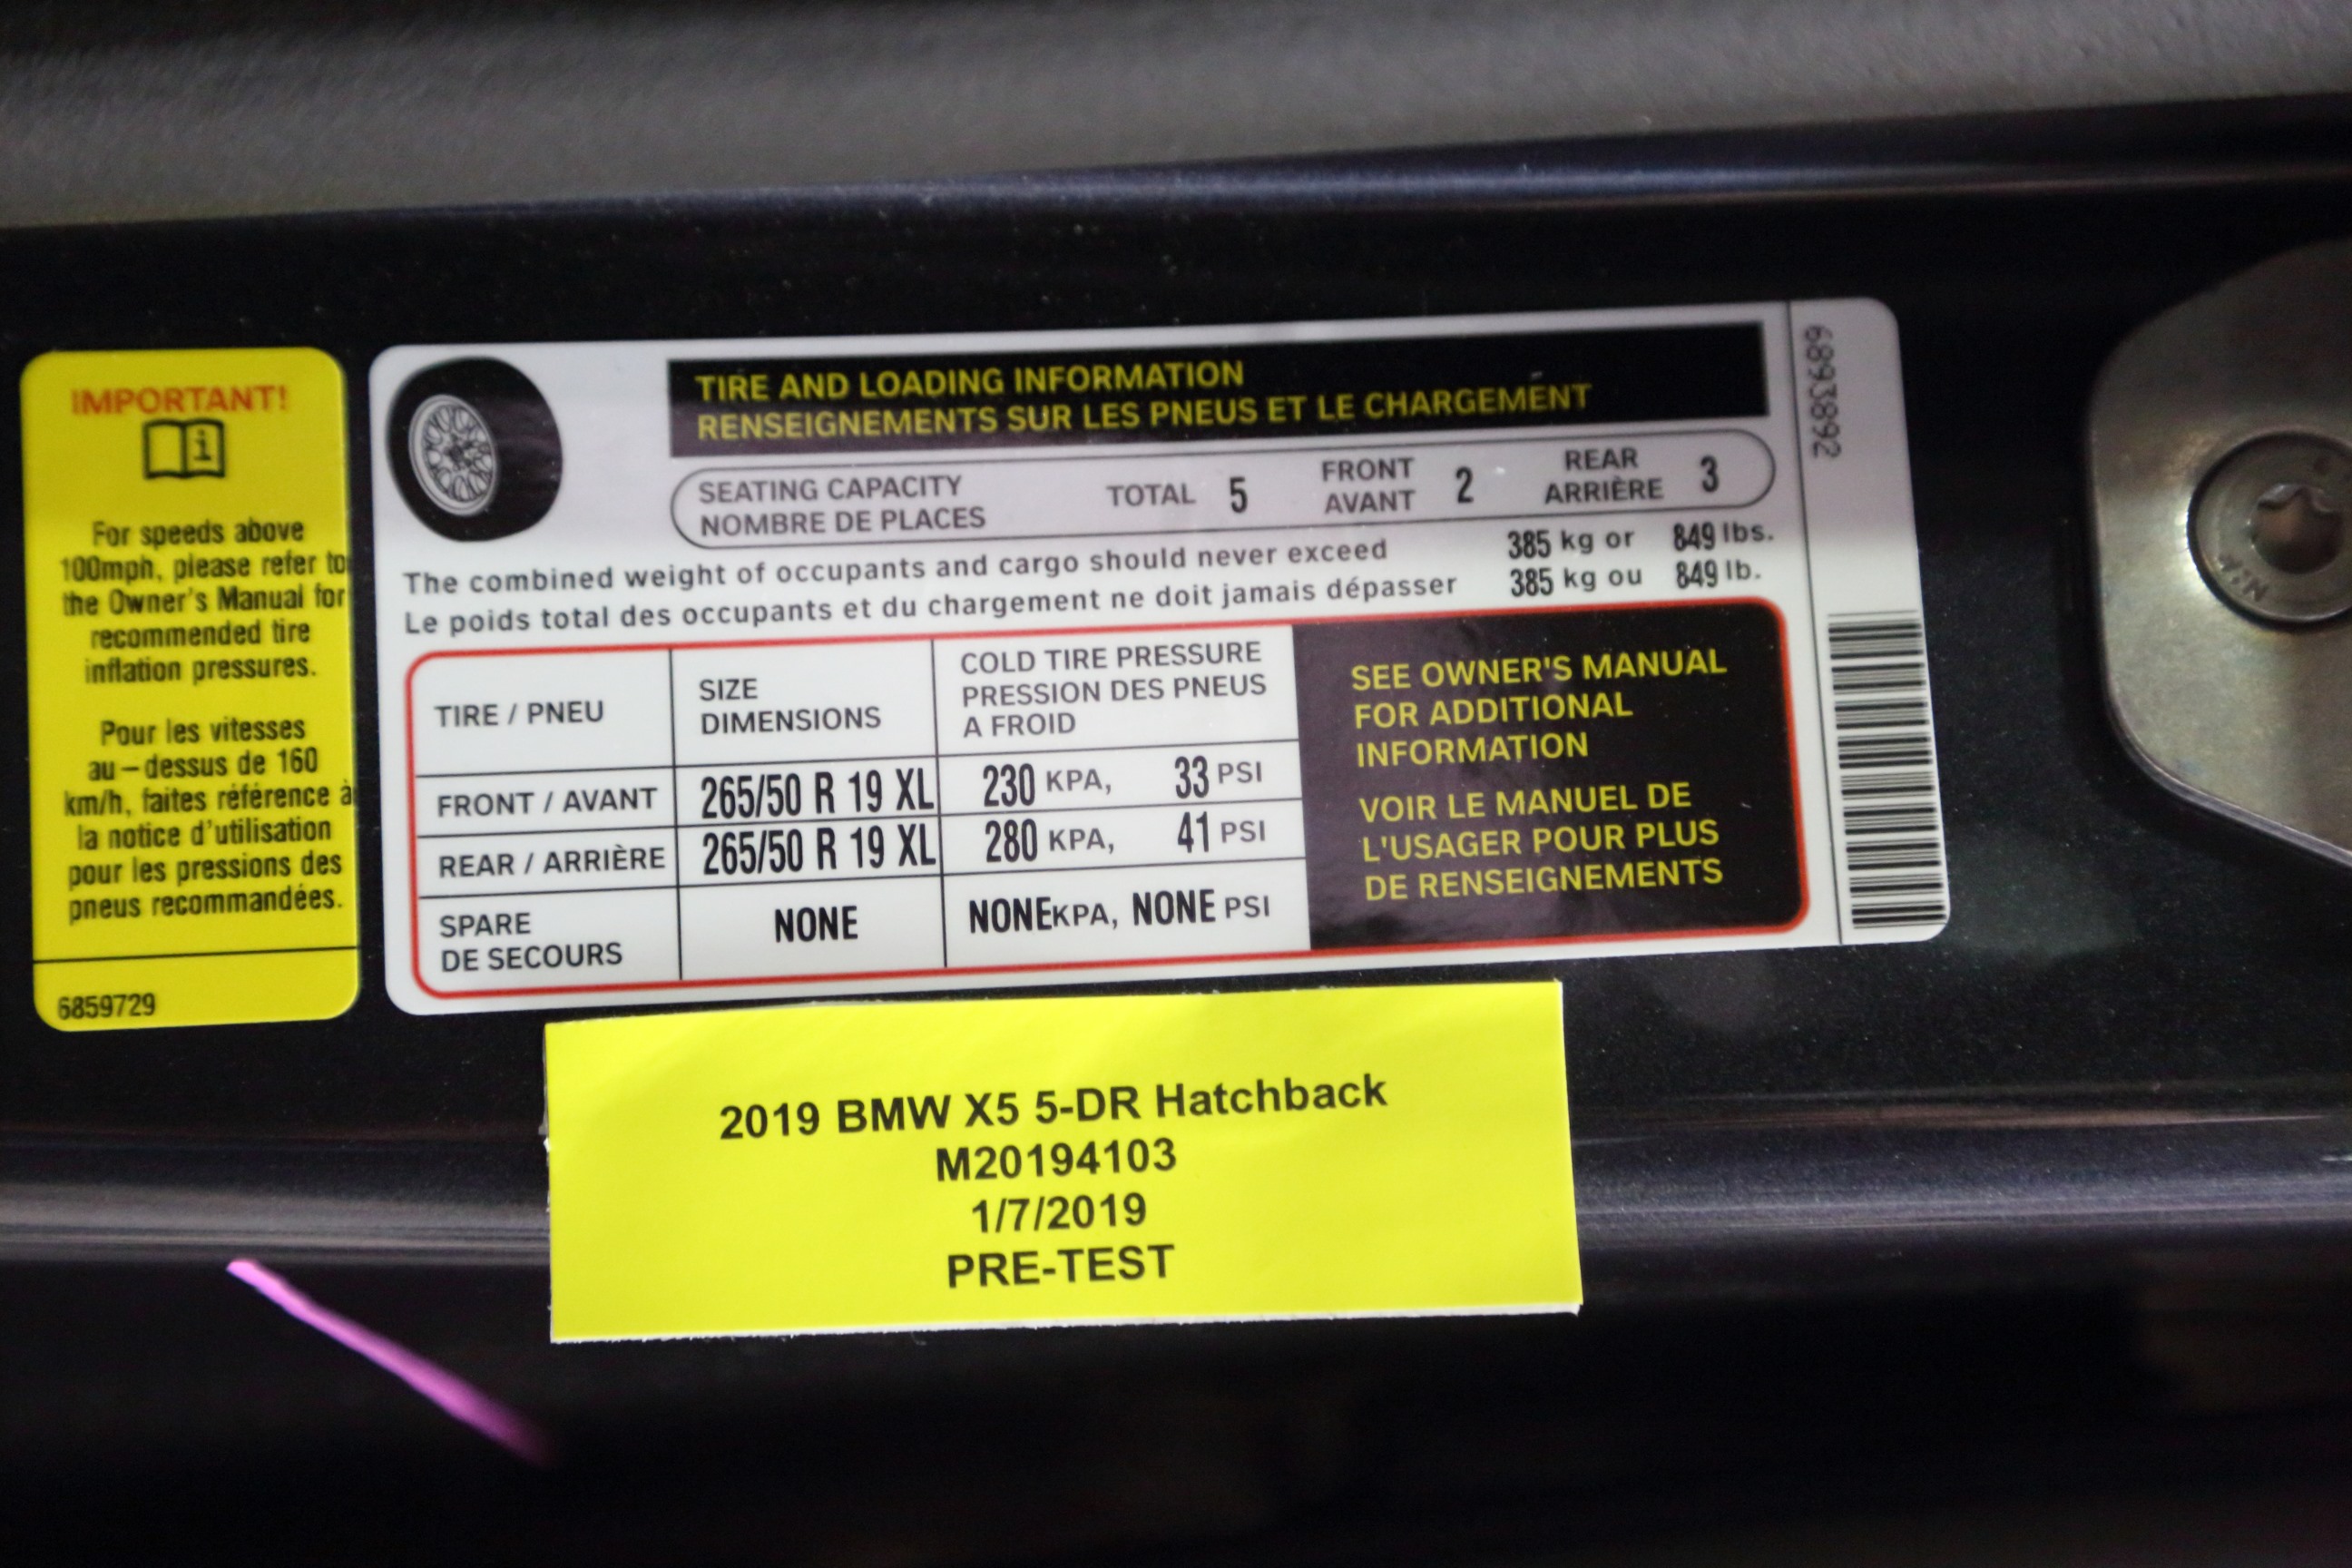 IMPORTANT!
i
For speeds above
100mph, please refer to
the Owner's Manual for
recommended tire
inflation pressures.
Pour les vitesses
au-dessus de 160
km/h, faites référence à
la notice d'utilisation
pour les pressions des
pneus recommandées.
6859729
TIRE AND LOADING INFORMATION
RENSEIGNEMENTS SUR LES PNEUS ET LE CHARGEMENT
SEATING CAPACITY
NOMBRE DE PLACES
TOTAL 5
FRONT
AVANT
2
REAR
ARRIÈRE
3
The combined weight of occupants and cargo should never exceed 385 kg or 849 lbs.
Le poids total des occupants et du chargement ne doit jamais dépasser 385 kg ou 849 lb.
TIRE / PNEU
SIZE
DIMENSIONS
COLD TIRE PRESSURE
PRESSION DES PNEUS
A FROID
FRONT / AVANT 265/50 R 19 XL 230 KPA, 33 PSI
REAR / ARRIÈRE 265/50 R 19 XL 280 KPA, 41 PSI
SPARE
DE SECOURS
NONE NONE KPA, NONE PSI
SEE OWNER'S MANUAL
FOR ADDITIONAL
INFORMATION
VOIR LE MANUEL DE
L'USAGER POUR PLUS
DE RENSEIGNEMENTS
68938892
2019 BMW X5 5-DR Hatchback
M20194103
1/7/2019
PRE-TEST